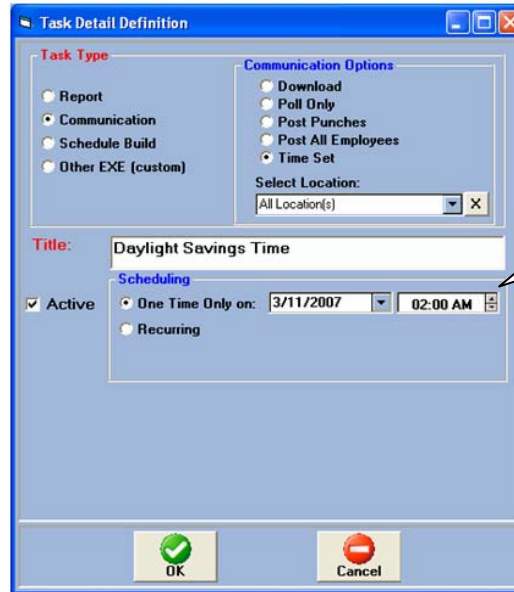 Task Detail Definition
Task Type
Report
Communication
Schedule Build
Other EXE (custom)
Communication Options
Download
Poll Only
Post Punches
Post All Employees
Time Set
Select Location:
All Location(s)
X
Title:
Daylight Savings Time
Active
Scheduling
One Time Only on: 3/11/2007 02:00 AM
Recurring
OK
Cancel